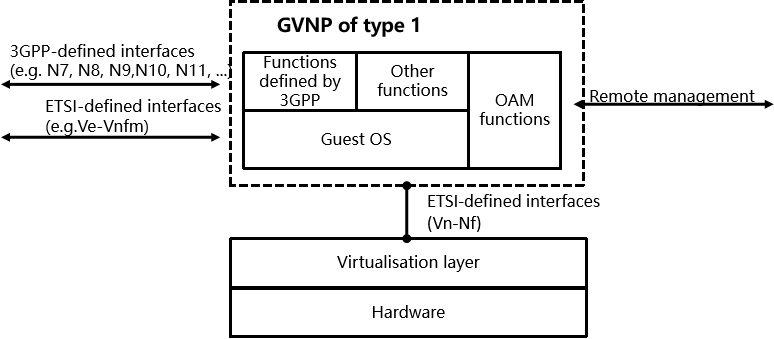 GVNP of type 1
3GPP-defined interfaces
(e.g. N7, N8, N9,N10, N11, ...)
ETSI-defined interfaces
(e.g.Ve-Vnfm)
Functions
defined by
3GPP
Other
functions
OAM
functions
Guest OS
Remote management
ETSI-defined interfaces
(Vn-Nf)
Virtualisation layer
Hardware